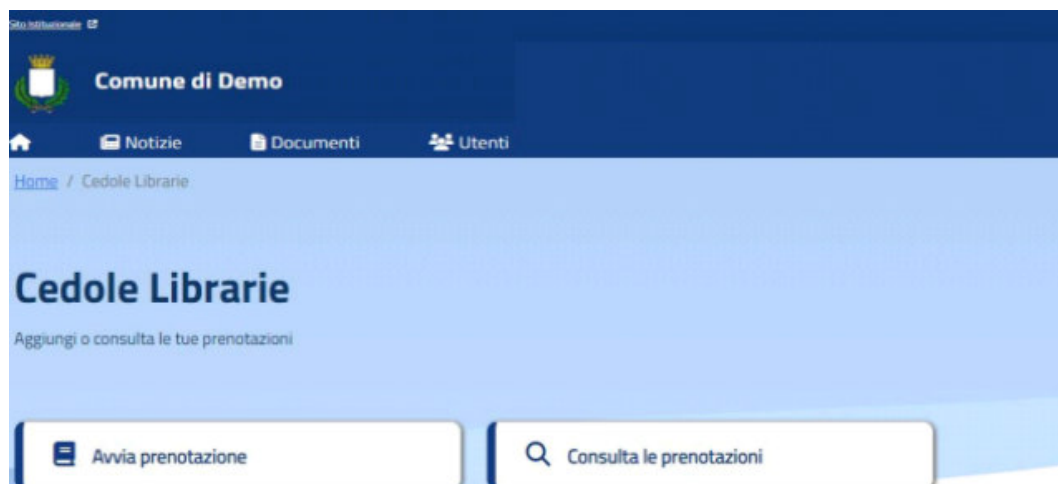 Sito Istituzionale
Comune di Demo
Notizie Documenti Utenti
Home / Cedole Librarie
Cedole Librarie
Aggiungi o consulta le tue prenotazioni
Avvia prenotazione Consulta le prenotazioni